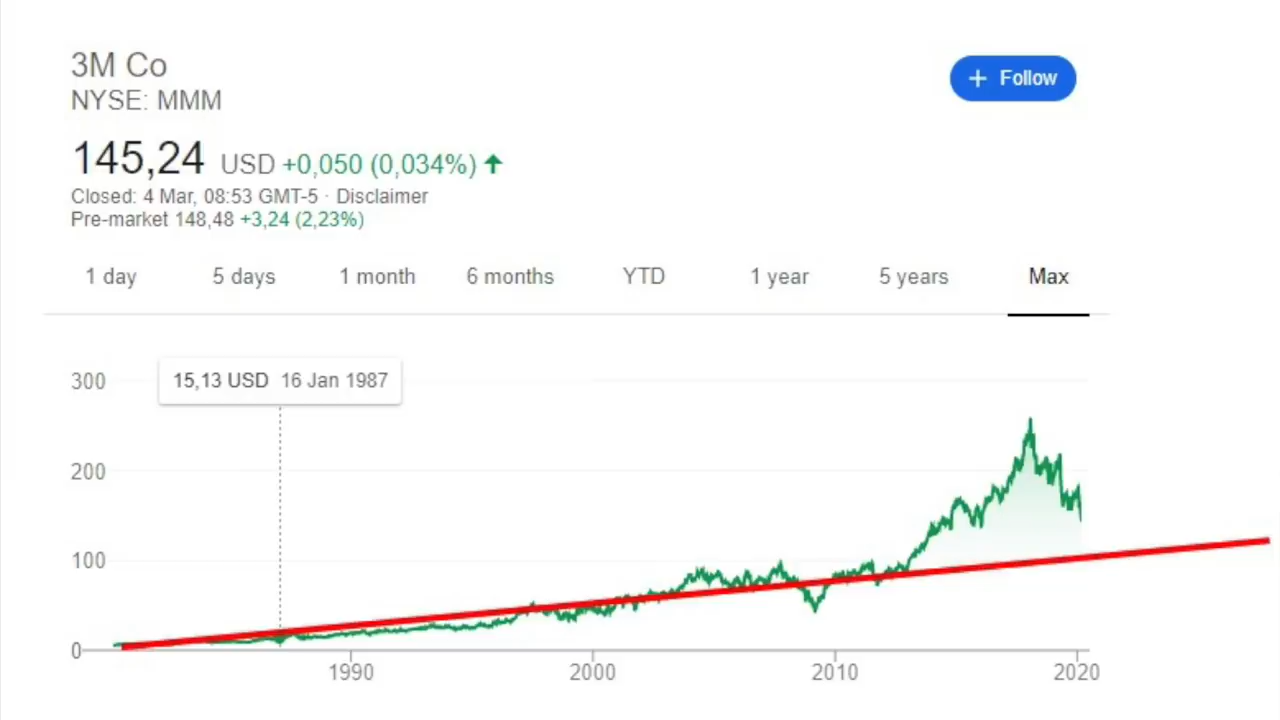 3M Co
+ Follow
NYSE: MMM
145,24 USD +0,050 (0,034%)
Closed: 4 Mar, 08:53 GMT-5 · Disclaimer
Pre-market 148,48 +3,24 (2,23%)
1 day 5 days 1 month 6 months YTD 1 year 5 years Max
15,13 USD 16 Jan 1987
300
200
100
0
1990 2000 2010 2020